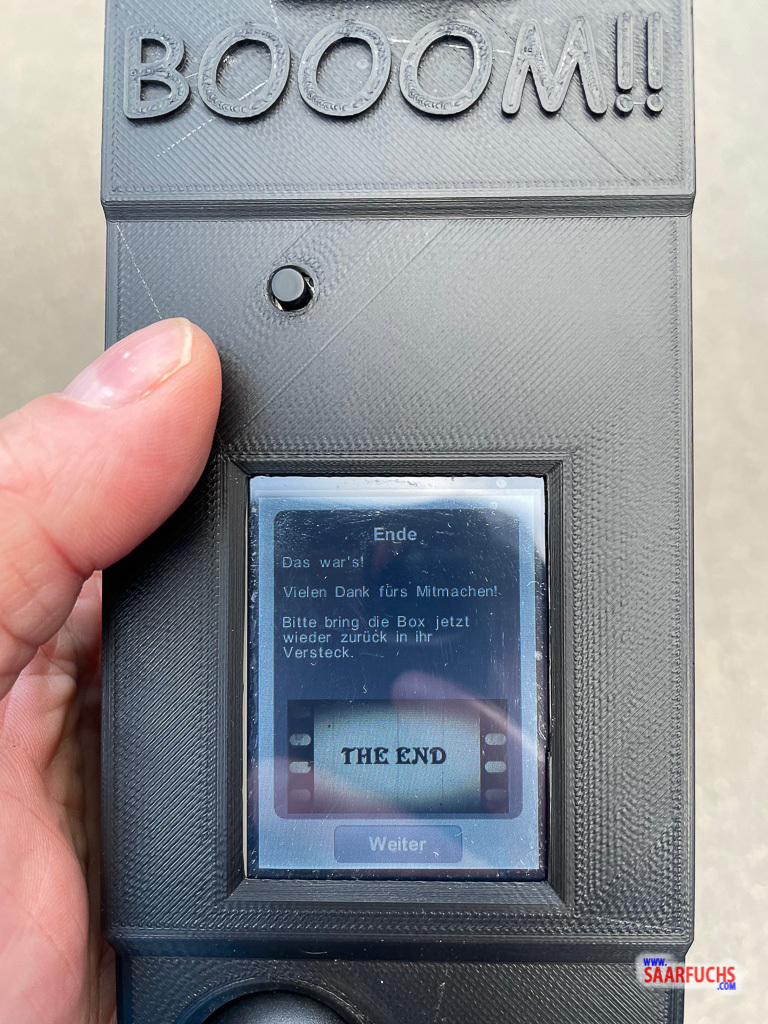 BOOOM!!
Ende
Das war's!
Vielen Dank fürs Mitmachen!
Bitte bring die Box jetzt
wieder zurück in ihr
Versteck.
THE END
Weiter
WWW.
SAARFUCHS
.COM